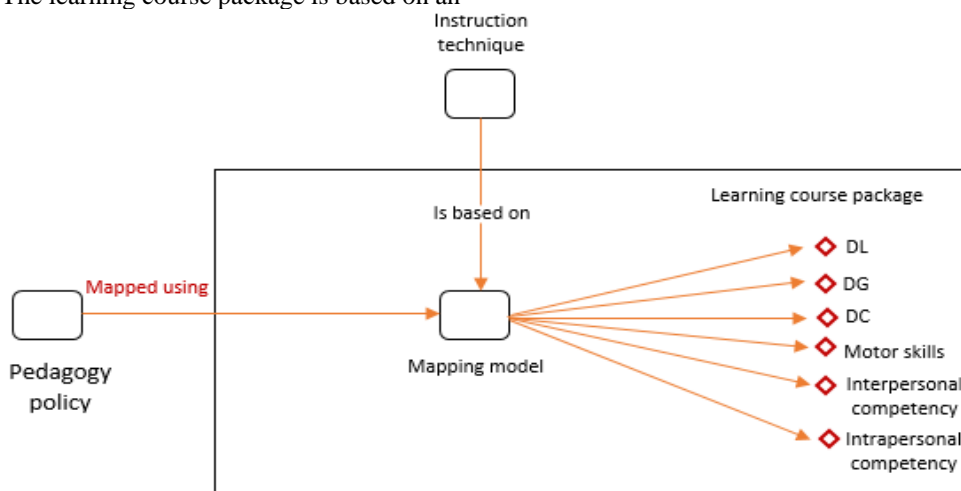 The learning course package is based on an
Instruction
technique
Learning course package
Is based on
DL
DG
Mapped using
DC
Motor skills
Mapping model
Pedagogy
policy
Interpersonal
competency
Intrapersonal
competency